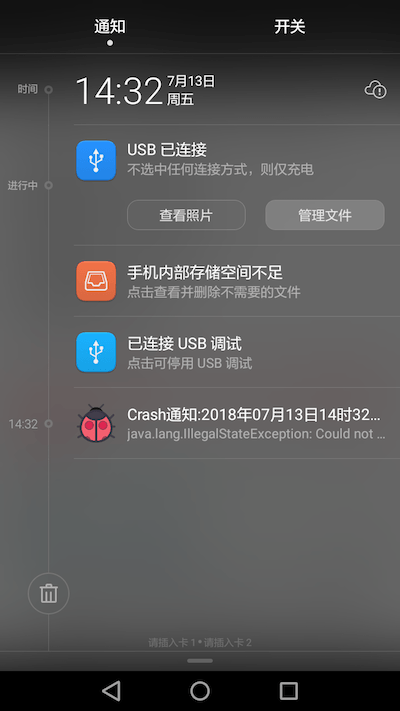 通知
开关
时间
14:32
7月13日
周五
进行中
USB 已连接
不选中任何连接方式，则仅充电
查看照片
管理文件
手机内部存储空间不足
点击查看并删除不需要的文件
已连接 USB 调试
点击可停用 USB 调试
14:32
Crash通知:2018年07月13日14时32...
java.lang.IllegalStateException: Could not ...
请插入卡 1 • 请插入卡 2